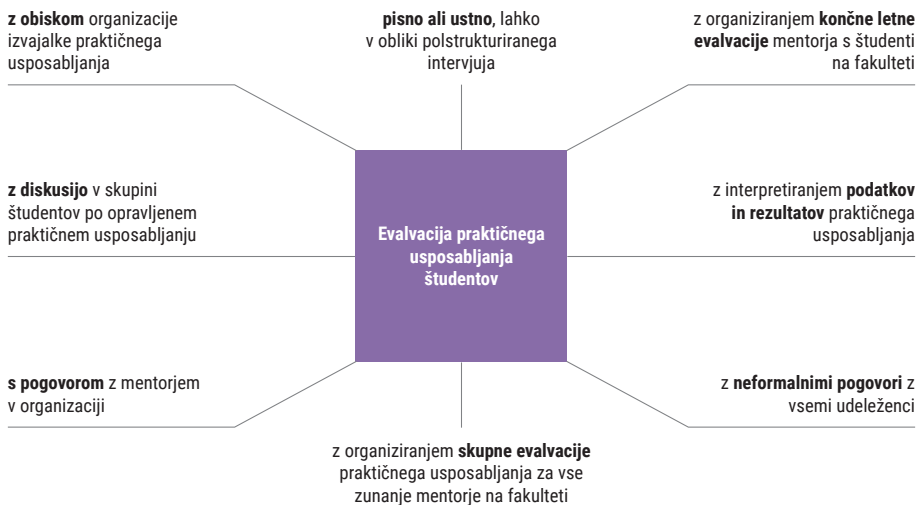 z obiskom organizacije
izvajalke praktičnega
usposabljanja
pisno ali ustno, lahko
v obliki polstrukturiranega
intervjuja
z organiziranjem končne letne
evalvacije mentorja s študenti
na fakulteti
z diskusijo v skupini
študentov po opravljenem
praktičnem usposabljanju
Evalvacija praktičnega
usposabljanja
študentov
z interpretiranjem podatkov
in rezultatov praktičnega
usposabljanja
s pogovorom z mentorjem
v organizaciji
z neformalnimi pogovori z
vsemi udeleženci
z organiziranjem skupne evalvacije
praktičnega usposabljanja za vse
zunanje mentorje na fakulteti